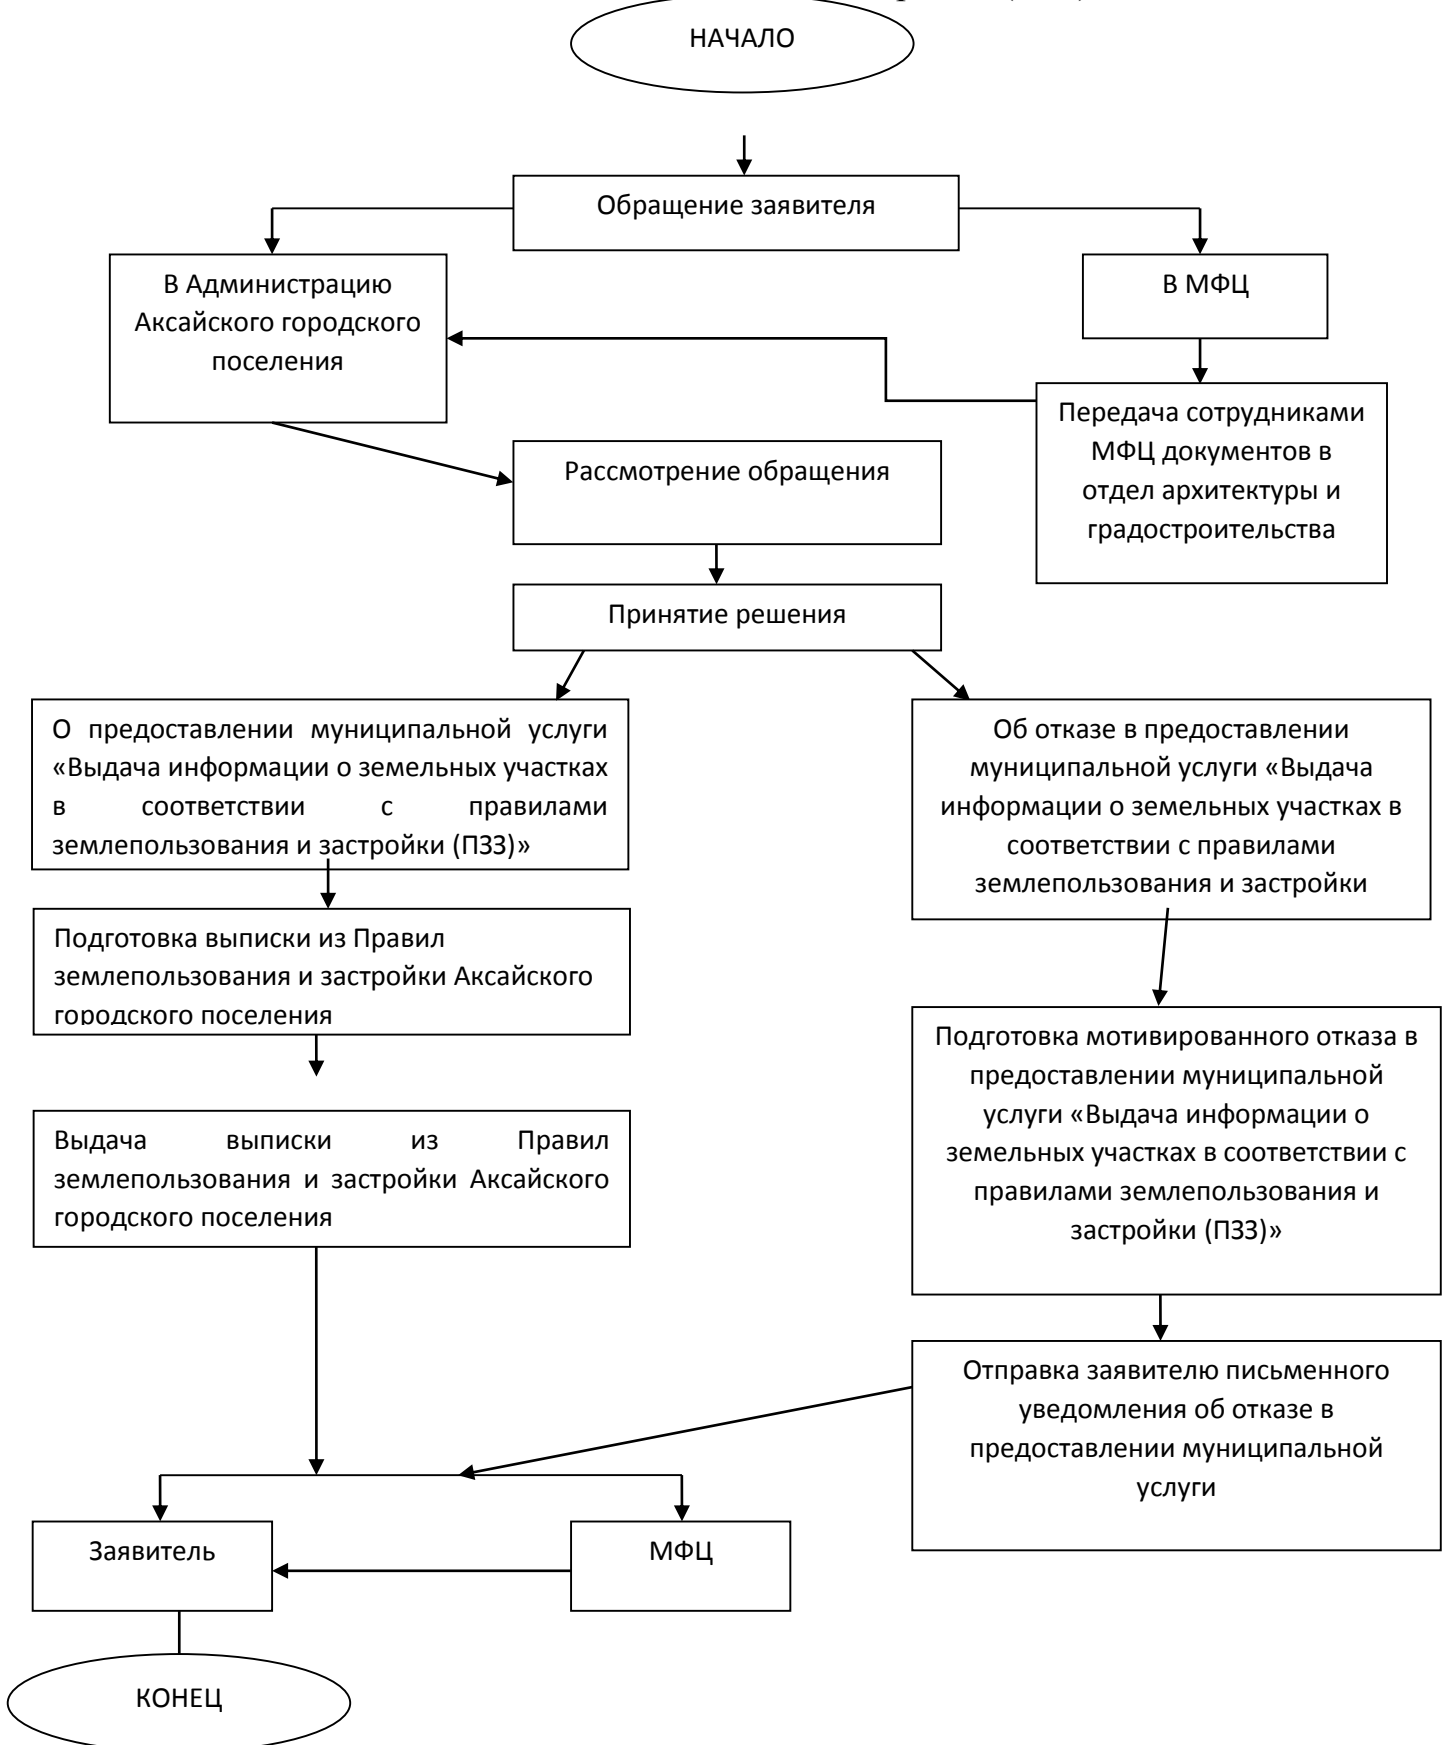 НАЧАЛО
Обращение заявителя
В Администрацию
Аксайского городского
поселения
В МФЦ
Передача сотрудниками
МФЦ документов в
отдел архитектуры и
градостроительства
Рассмотрение обращения
Принятие решения
О предоставлении муниципальной услуги
«Выдача информации о земельных участках
в соответствии с правилами
землепользования и застройки (ПЗЗ)»
Об отказе в предоставлении
муниципальной услуги «Выдача
информации о земельных участках в
соответствии с правилами
землепользования и застройки
Подготовка выписки из Правил
землепользования и застройки Аксайского
городского поселения
Подготовка мотивированного отказа в
предоставлении муниципальной
услуги «Выдача информации о
земельных участках в соответствии с
правилами землепользования и
застройки (ПЗЗ)»
Выдача выписки из Правил
землепользования и застройки Аксайского
городского поселения
Отправка заявителю письменного
уведомления об отказе в
предоставлении муниципальной
услуги
Заявитель
МФЦ
КОНЕЦ